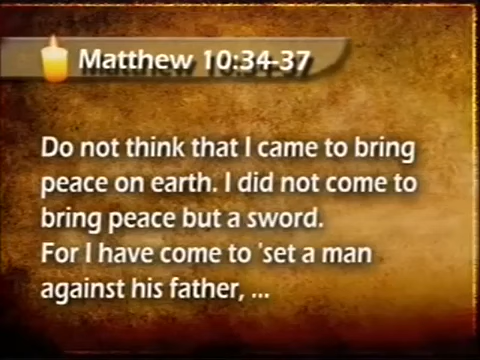 Matthew 10:34-37
Do not think that I came to bring
peace on earth. I did not come to
bring peace but a sword.
For I have come to 'set a man
against his father, ...